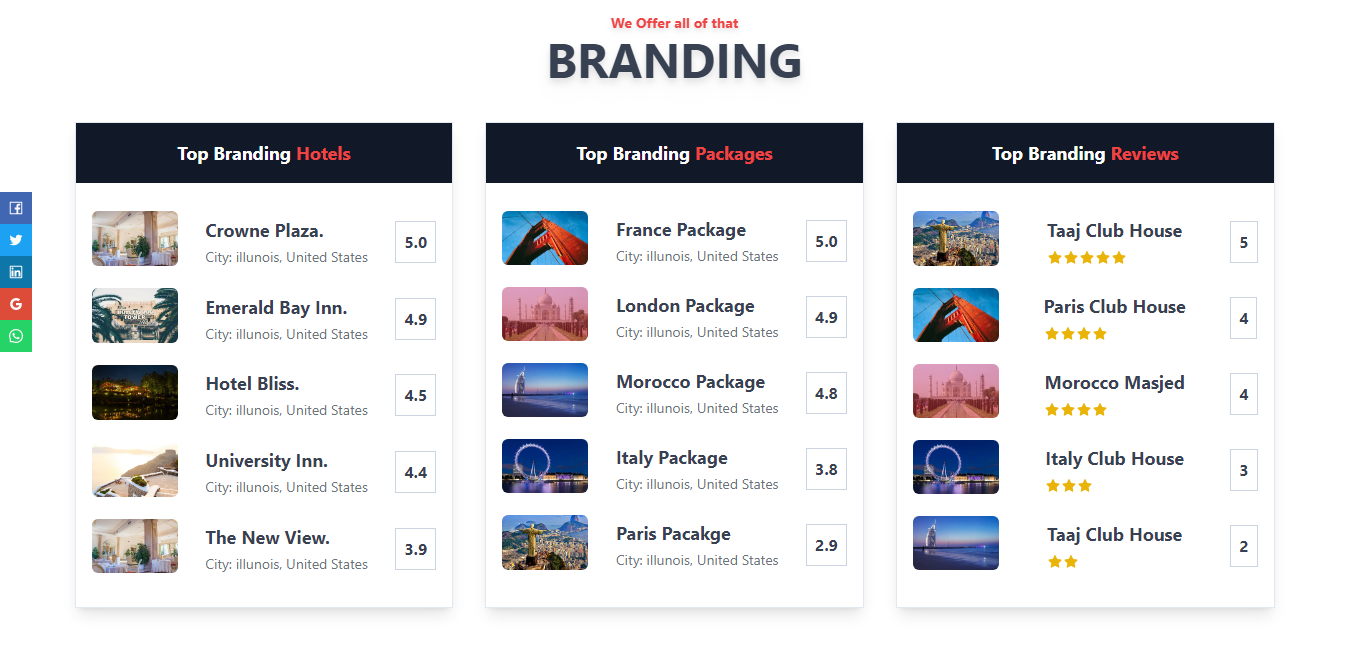 We Offer all of that
BRANDING
Top Branding Hotels
Crowne Plaza.
City: illunois, United States
5.0
Emerald Bay Inn.
City: illunois, United States
4.9
Hotel Bliss.
City: illunois, United States
4.5
University Inn.
City: illunois, United States
4.4
The New View.
City: illunois, United States
3.9
Top Branding Packages
France Package
City: illunois, United States
5.0
London Package
City: illunois, United States
4.9
Morocco Package
City: illunois, United States
4.8
Italy Package
City: illunois, United States
3.8
Paris Pacakge
City: illunois, United States
2.9
Top Branding Reviews
Taaj Club House
5
Paris Club House
4
Morocco Masjed
4
Italy Club House
3
Taaj Club House
2